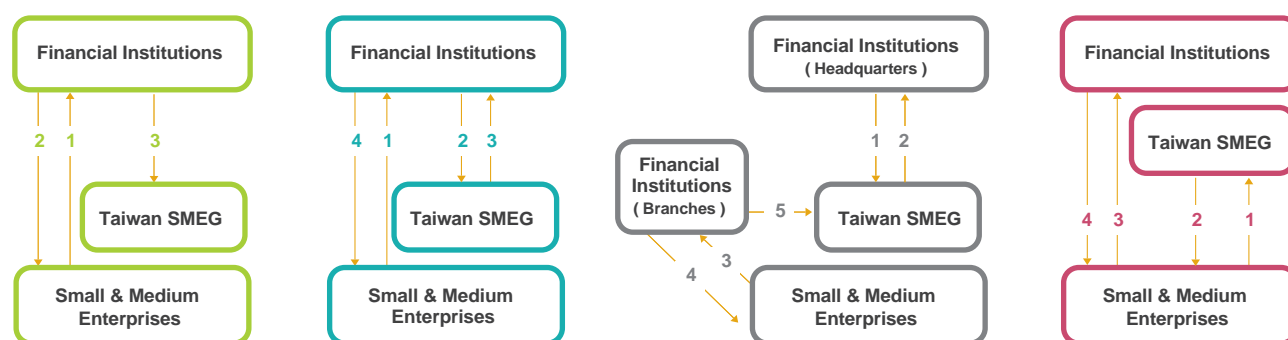 Financial Institutions
2 1 3
Taiwan SMEG
Small & Medium
Enterprises
Financial Institutions
4 1 2 3
Taiwan SMEG
Small & Medium
Enterprises
Financial Institutions
( Headquarters )
1 2
Financial
Institutions
( Branches )
5
Taiwan SMEG
3
4
Small & Medium
Enterprises
Financial Institutions
Taiwan SMEG
4 3 2 1
Small & Medium
Enterprises